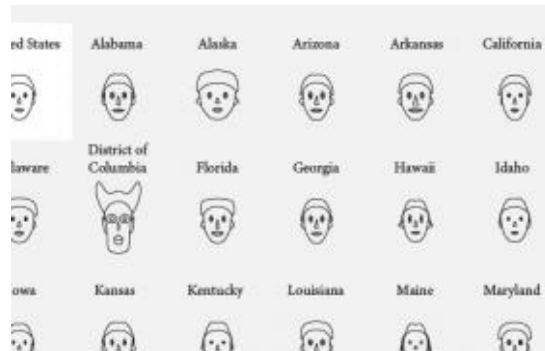 ed States Alabama Alaska Arizona Arkansas California
District of
laware Columbia Florida Georgia Hawaii Idaho
owa Kansas Kentucky Louisiana Maine Maryland